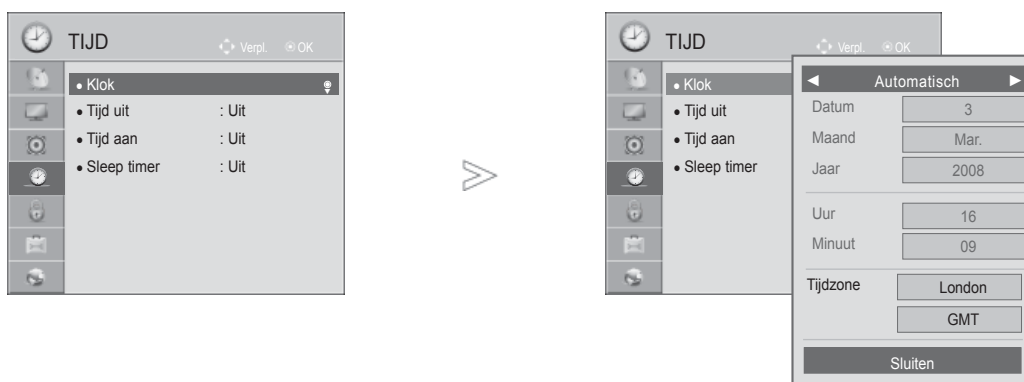 TIJD Verpl. OK
• Klok
• Tijd uit : Uit
• Tijd aan : Uit
• Sleep timer : Uit
TIJD Verpl. OK
• Klok
• Tijd uit
• Tijd aan
• Sleep timer
◄ Automatisch ►
Datum 3
Maand Mar.
Jaar 2008
Uur 16
Minuut 09
Tijdzone London
GMT
Sluiten